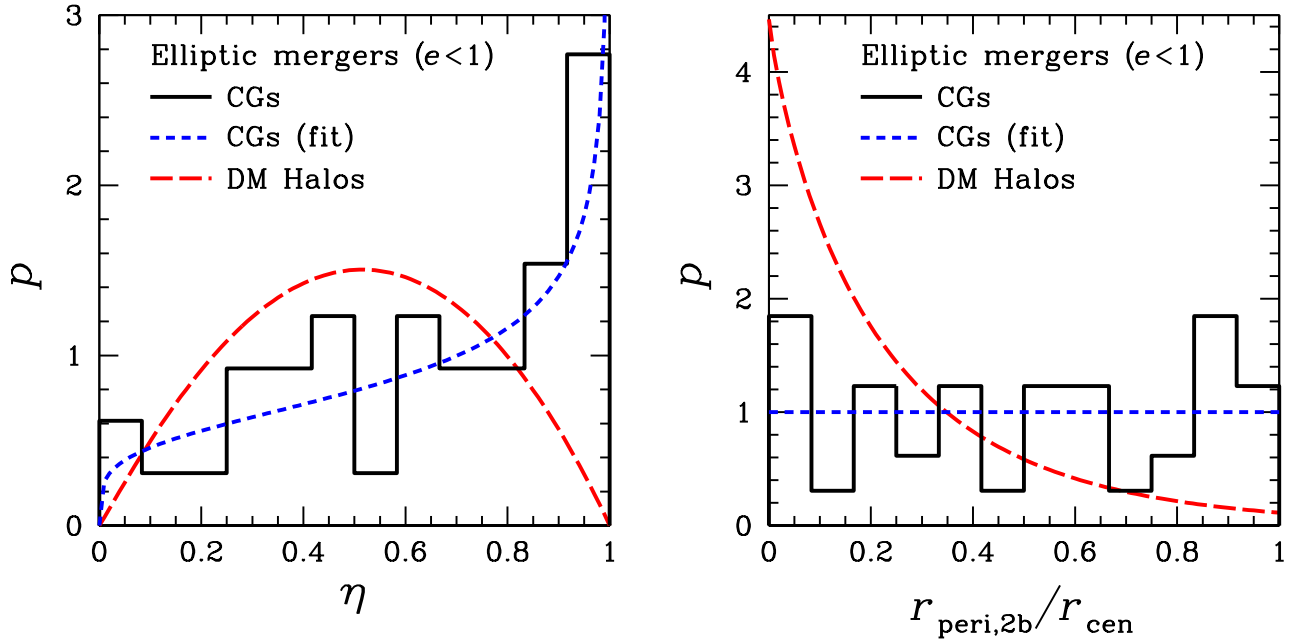 3
2
1
0
p
Elliptic mergers (e<1)
CGs
CGs (fit)
DM Halos
0 0.2 0.4 0.6 0.8 1
η
4
3
2
1
0
p
Elliptic mergers (e<1)
CGs
CGs (fit)
DM Halos
0 0.2 0.4 0.6 0.8 1
r_peri,2b/r_cen